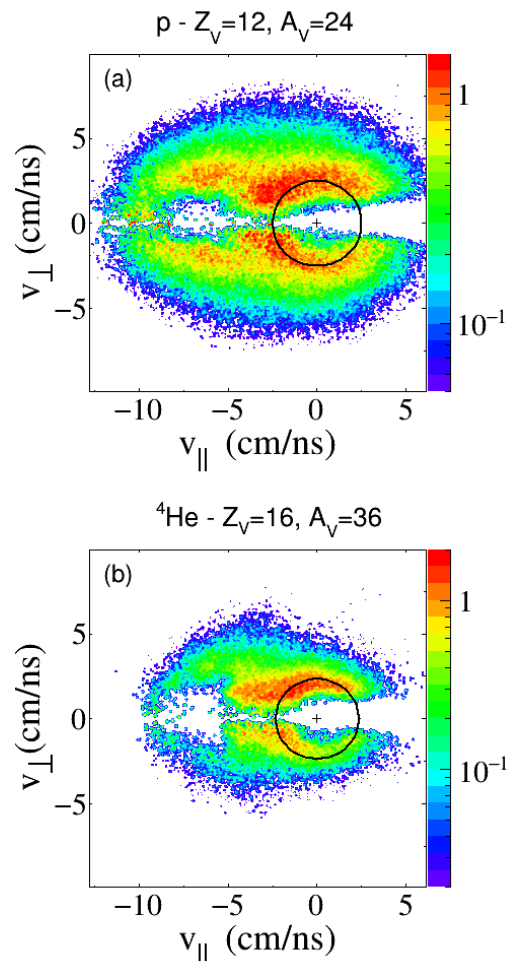 p - Z_V=12, A_V=24
(a)
1
5
v_⊥ (cm/ns)
0
−5
10^{−1}
−10 −5 0 5
v_{||} (cm/ns)
^4He - Z_V=16, A_V=36
(b)
1
5
v_⊥(cm/ns)
0
−5
10^{−1}
−10 −5 0 5
v_{||} (cm/ns)